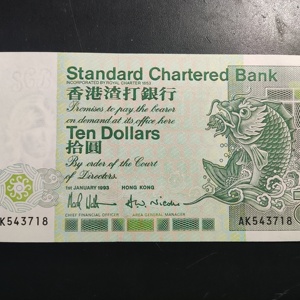 Standard Chartered Bank
INCORPORATED BY ROYAL CHARTER 1853
香港渣打銀行
Promises to pay the bearer
on demand at its office here
Ten Dollars
拾圓
By order of the Court
of Directors.
1ST JANUARY 1993 HONG KONG
CHIEF FINANCIAL OFFICER AREA GENERAL MANAGER
AK543718